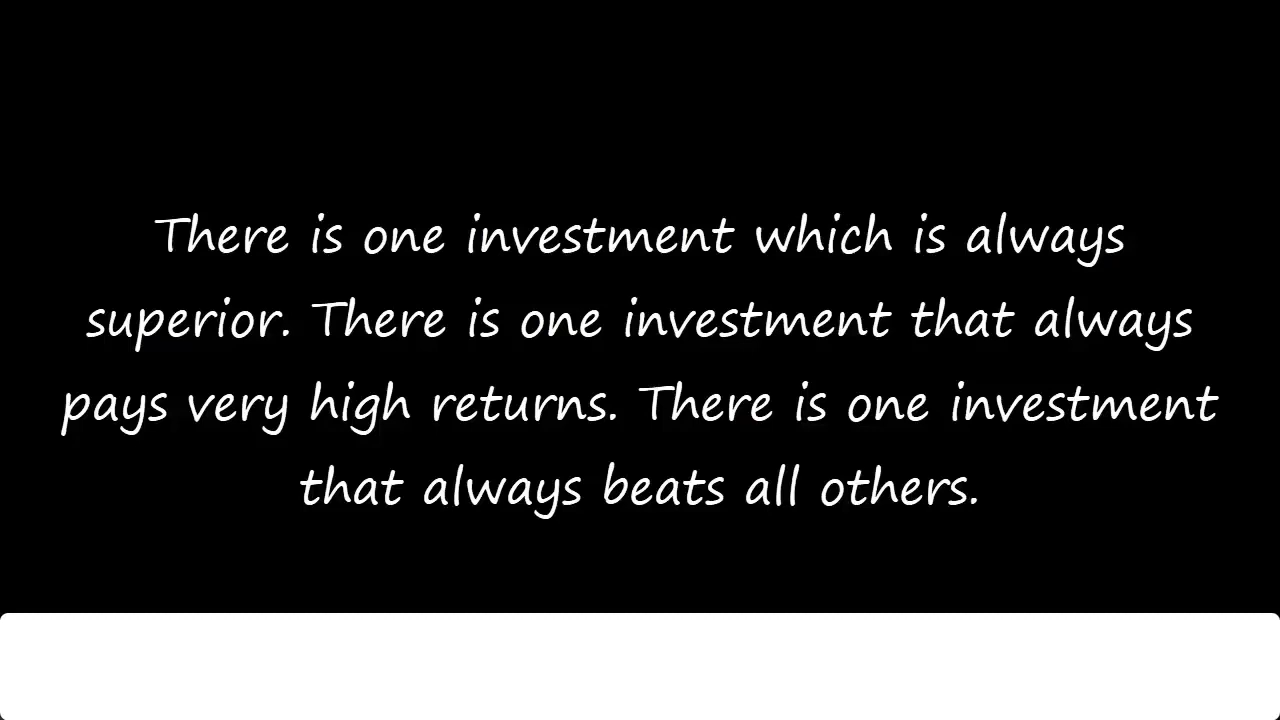 There is one investment which is always
superior. There is one investment that always
pays very high returns. There is one investment
that always beats all others.